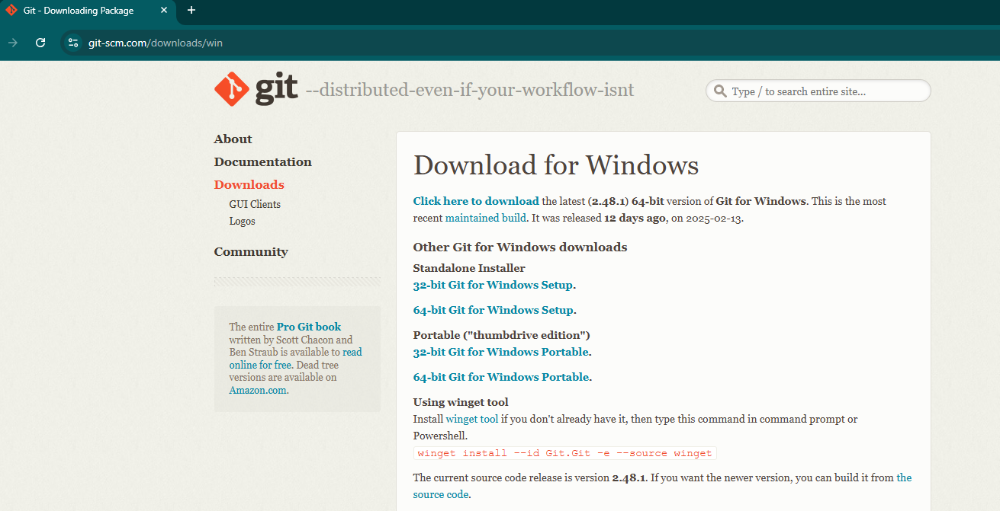 Git - Downloading Package
git-scm.com/downloads/win
git --distributed-even-if-your-workflow-isnt
Type / to search entire site...
About
Documentation
Downloads
GUI Clients
Logos
Community
The entire Pro Git book
written by Scott Chacon and
Ben Straub is available to read
online for free. Dead tree
versions are available on
Amazon.com.
Download for Windows
Click here to download the latest (2.48.1) 64-bit version of Git for Windows. This is the most
recent maintained build. It was released 12 days ago, on 2025-02-13.
Other Git for Windows downloads
Standalone Installer
32-bit Git for Windows Setup.
64-bit Git for Windows Setup.
Portable ("thumbdrive edition")
32-bit Git for Windows Portable.
64-bit Git for Windows Portable.
Using winget tool
Install winget tool if you don't already have it, then type this command in command prompt or
Powershell.
winget install --id Git.Git -e --source winget
The current source code release is version 2.48.1. If you want the newer version, you can build it from the
source code.